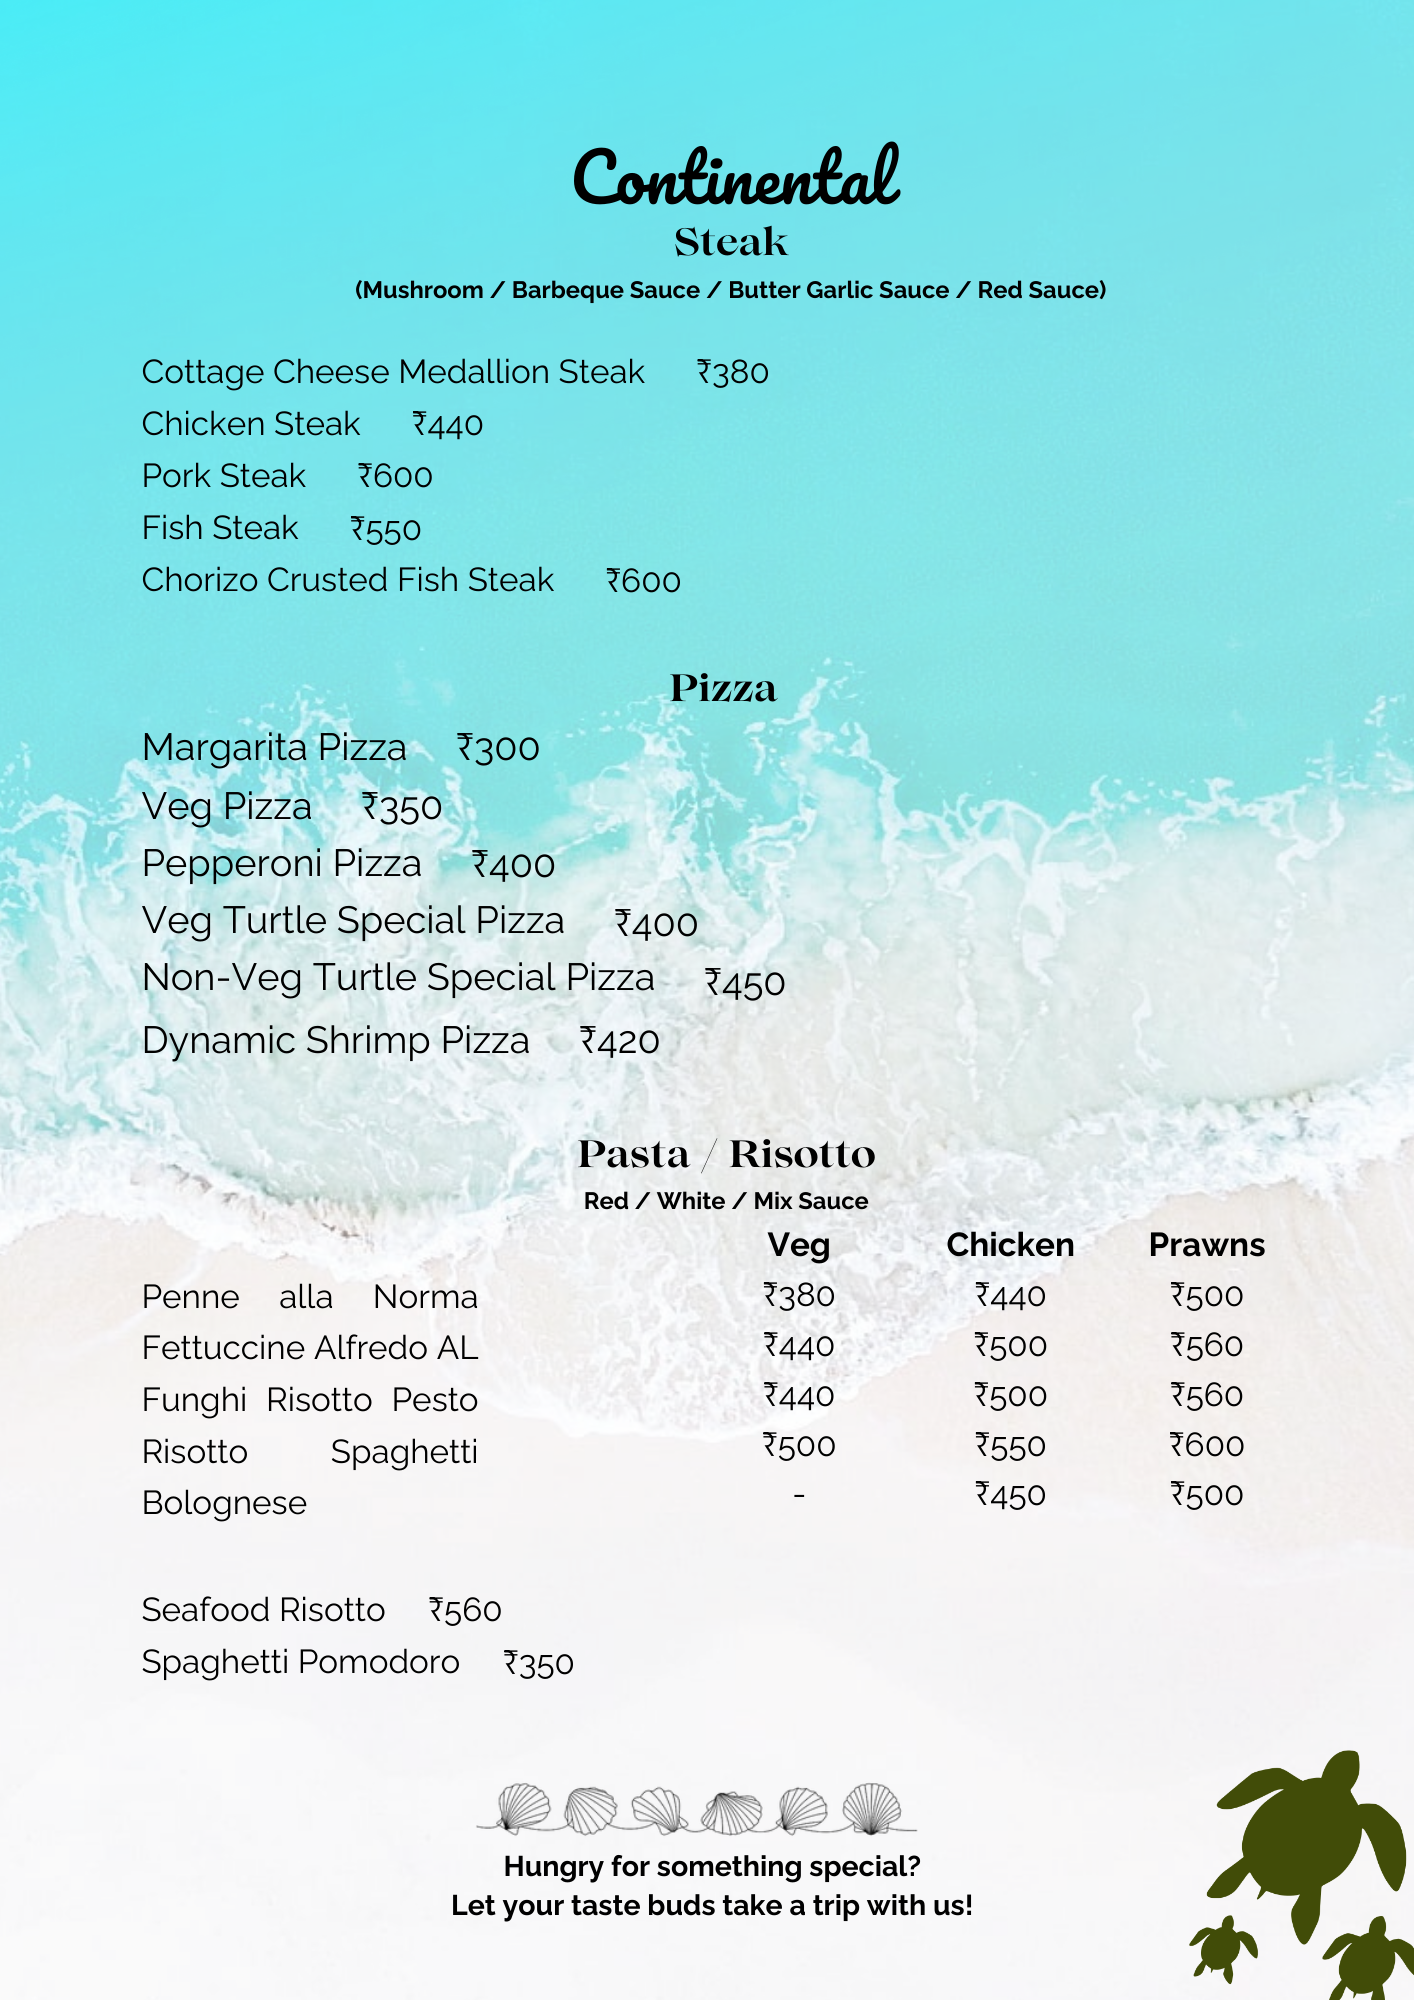 Continental
Steak
(Mushroom / Barbeque Sauce / Butter Garlic Sauce / Red Sauce)
Cottage Cheese Medallion Steak ₹380
Chicken Steak ₹440
Pork Steak ₹600
Fish Steak ₹550
Chorizo Crusted Fish Steak ₹600
Pizza
Margarita Pizza ₹300
Veg Pizza ₹350
Pepperoni Pizza ₹400
Veg Turtle Special Pizza ₹400
Non-Veg Turtle Special Pizza ₹450
Dynamic Shrimp Pizza ₹420
Pasta / Risotto
Red / White / Mix Sauce
Veg Chicken Prawns
Penne alla Norma ₹380 ₹440 ₹500
Fettuccine Alfredo AL ₹440 ₹500 ₹560
Funghi Risotto Pesto ₹440 ₹500 ₹560
Risotto Spaghetti ₹500 ₹550 ₹600
Bolognese - ₹450 ₹500
Seafood Risotto ₹560
Spaghetti Pomodoro ₹350
Hungry for something special?
Let your taste buds take a trip with us!